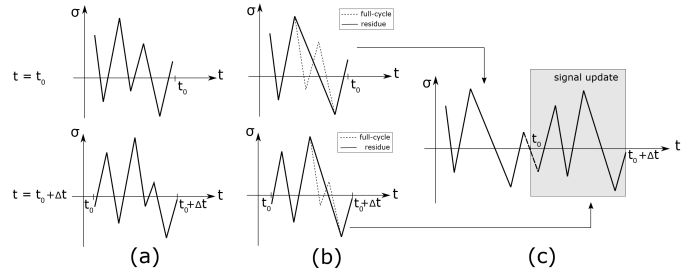 σ
σ
full-cycle
residue
t = t₀
t
t₀
t
t₀
σ
signal update
t₀
t
t₀+Δt
σ
σ
full-cycle
residue
t = t₀+Δt
t₀
t₀+Δt
t
t₀
t₀+Δt
t
(a)
(b)
(c)